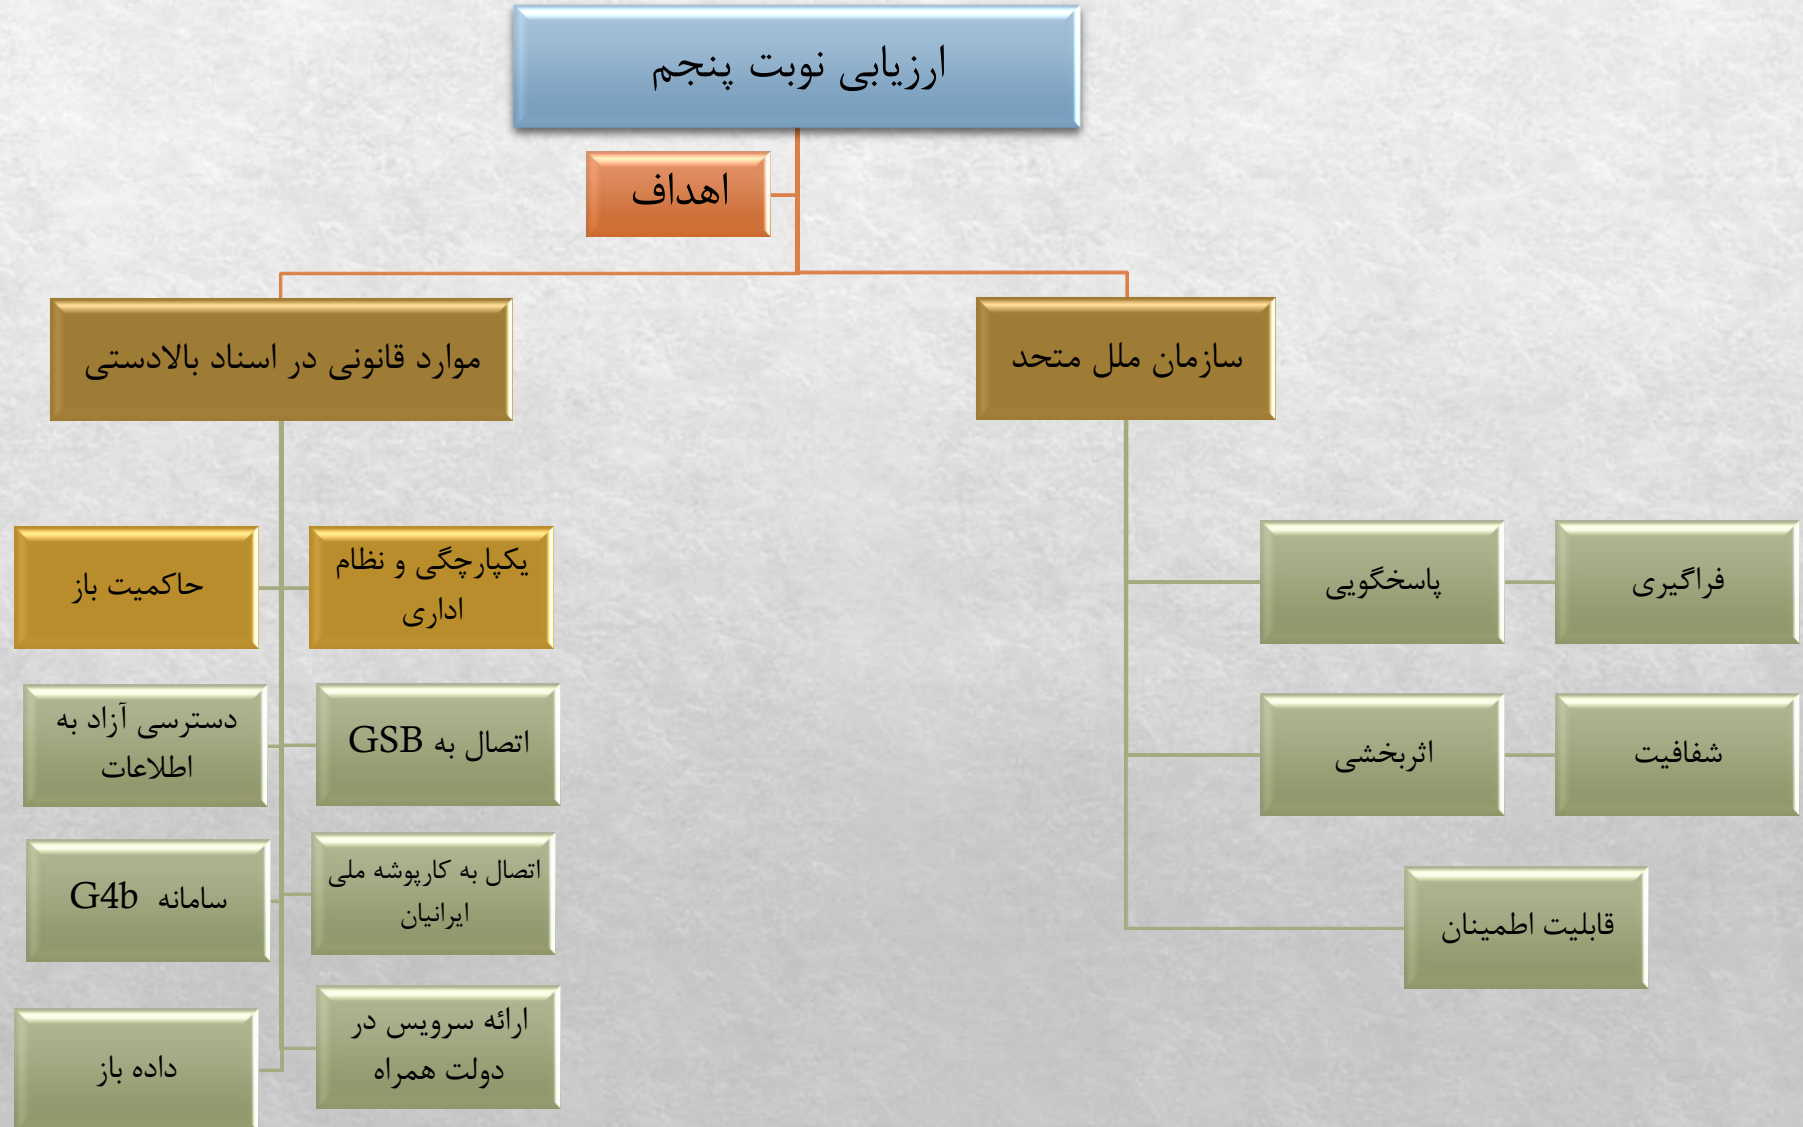 ارزیابی نوبت پنجم
اهداف
سازمان ملل متحد
موارد قانونی در اسناد بالادستی
فراگیری
پاسخگویی
شفافیت
اثربخشی
قابلیت اطمینان
یکپارچگی و نظام
اداری
حاکمیت باز
اتصال به GSB
دسترسی آزاد به
اطلاعات
اتصال به کارپوشه ملی
ایرانیان
سامانه G4b
ارائه سرویس در
دولت همراه
داده باز